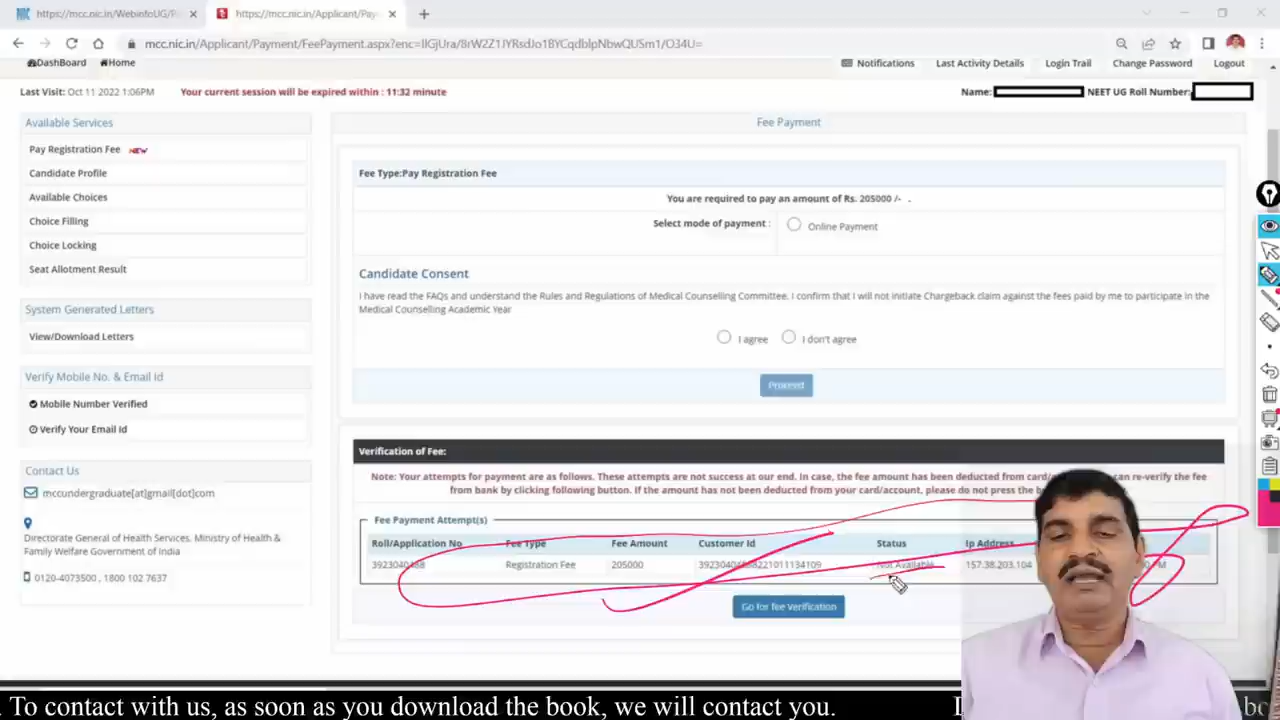 https://mcc.nic.in/WebinfoUG/P
https://mcc.nic.in/Applicant/Pay
mcc.nic.in/Applicant/Payment/FeePayment.aspx?enc=
DashBoard Home
Notifications Last Activity Details Login Trail Change Password Logout
Last Visit: Oct 11 2022 1:06PM Your current session will be expired within : 11:32 minute
Name: NEET UG Roll Number:
Available Services
Pay Registration Fee NEW
Candidate Profile
Available Choices
Choice Filling
Choice Locking
Seat Allotment Result
System Generated Letters
View/Download Letters
Verify Mobile No. & Email Id
Mobile Number Verified
Verify Your Email Id
Contact Us
mccundergraduate[at]gmail[dot]com
Directorate General of Health Services, Ministry of Health &
Family Welfare Government of India
0120-4073500 , 1800 102 7637
Fee Payment
Fee Type:Pay Registration Fee
You are required to pay an amount of Rs. 205000 /- .
Select mode of payment : Online Payment
Candidate Consent
I have read the FAQs and understand the Rules and Regulations of Medical Counselling Committee. I confirm that I will not initiate Chargeback claim against the fees paid by me to participate in the
Medical Counselling Academic Year
I agree I don't agree
Proceed
Verification of Fee:
Note: Your attempts for payment are as follows. These attempts are not success at our end. In case, the fee amount has been deducted from card/ can re-verify the fee
from bank by clicking following button. If the amount has not been deducted from your card/account, please do not press the
Fee Payment Attempt(s)
Roll/Application No Fee Type Fee Amount Customer Id Status Ip Address
Registration Fee 205000 Not Available 157.38.203.104
Go for fee verification
To contact with us, as soon as you download the book, we will contact you.